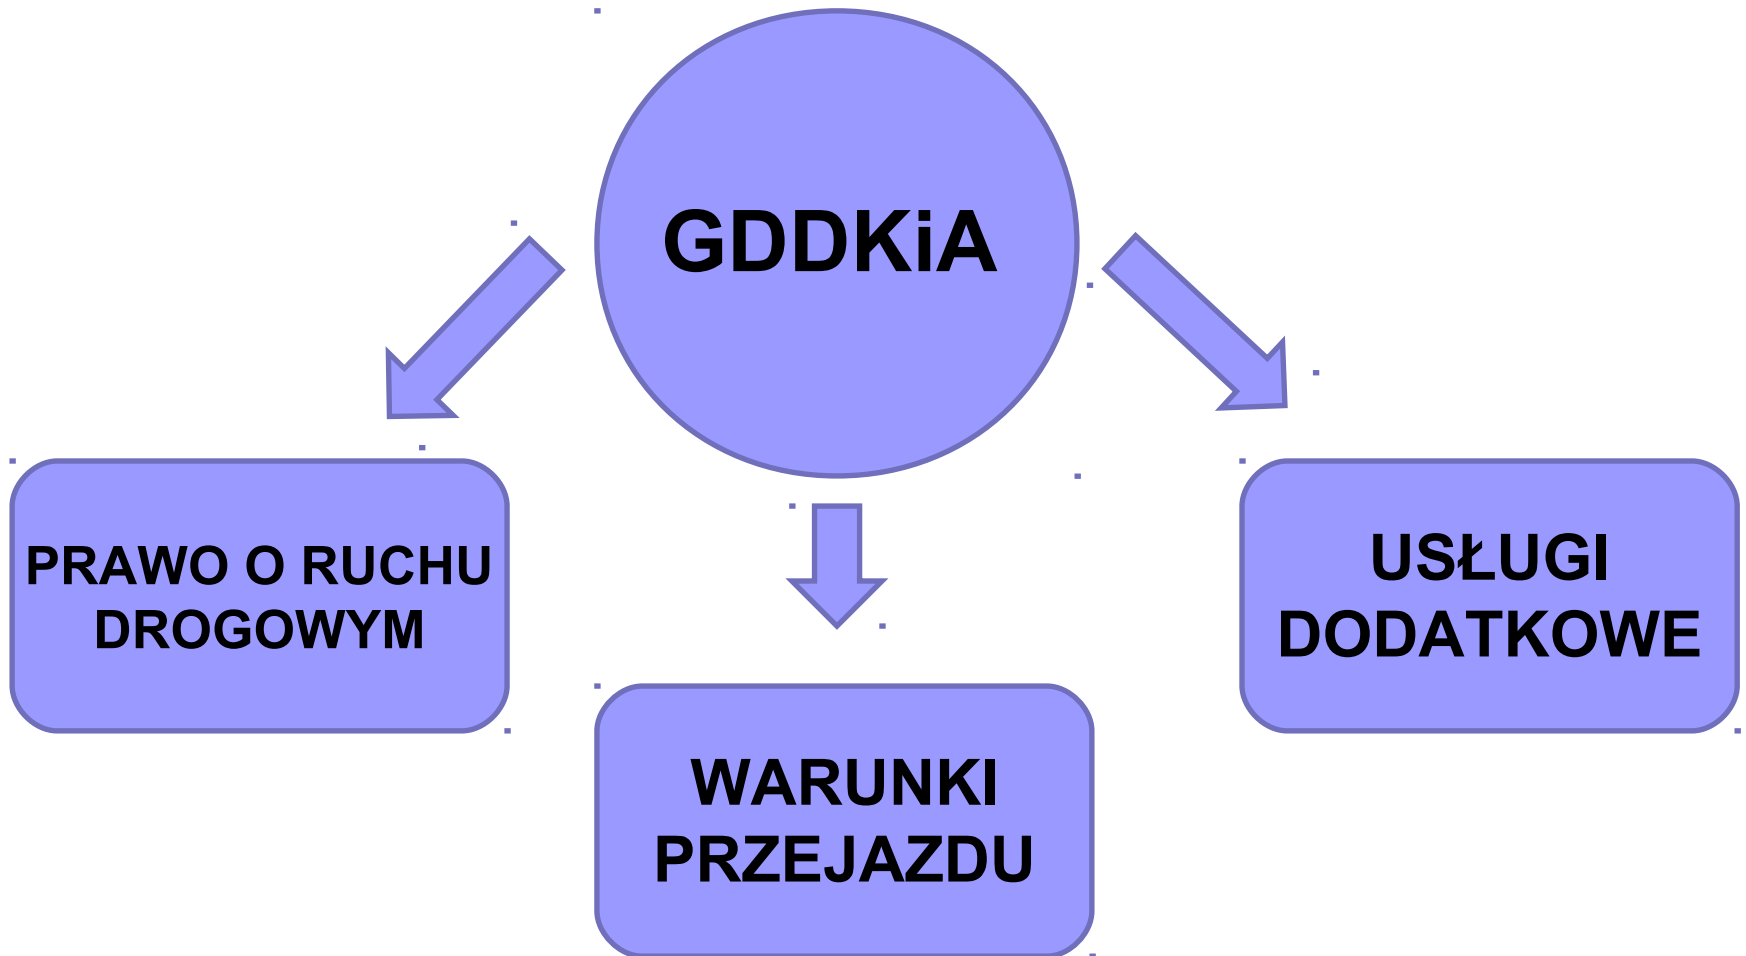 GDDKiA
PRAWO O RUCHU
DROGOWYM
WARUNKI
PRZEJAZDU
USŁUGI
DODATKOWE